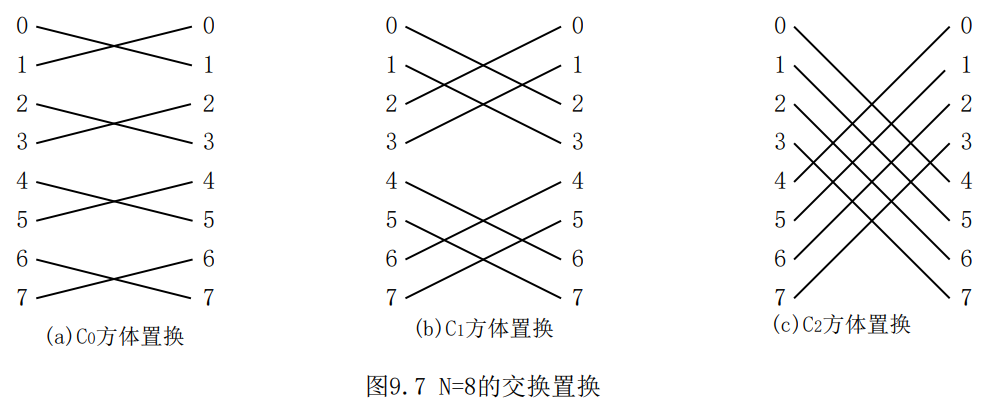 0 0 0 0 0 0
1 1 1 1 1 1
2 2 2 2 2 2
3 3 3 3 3 3
4 4 4 4 4 4
5 5 5 5 5 5
6 6 6 6 6 6
7 7 7 7 7 7
(a)C0方体置换
(b)C1方体置换
(c)C2方体置换
图9.7 N=8的交换置换